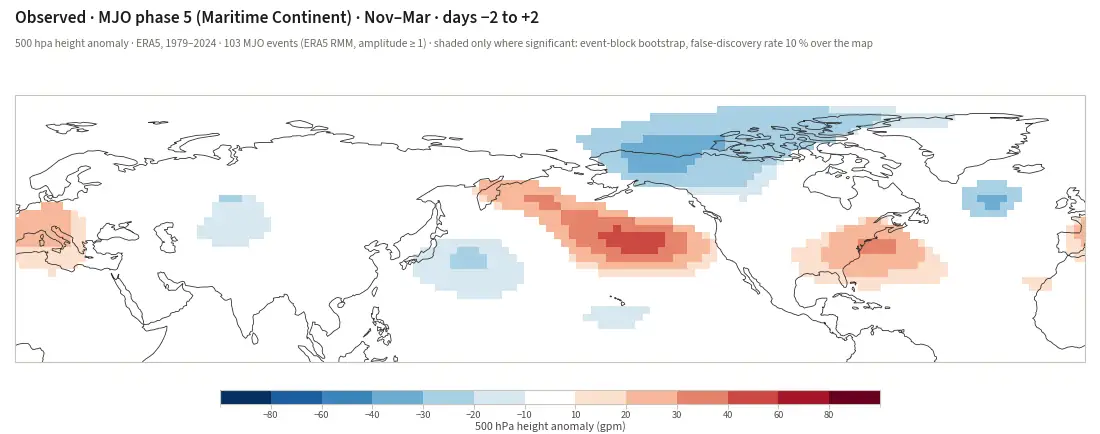 Observed · MJO phase 5 (Maritime Continent) · Nov–Mar · days −2 to +2
500 hpa height anomaly · ERA5, 1979–2024 · 103 MJO events (ERA5 RMM, amplitude ≥ 1) · shaded only where significant: event-block bootstrap, false-discovery rate 10 % over the map
−80 −60 −40 −30 −20 −10 10 20 30 40 60 80
500 hPa height anomaly (gpm)